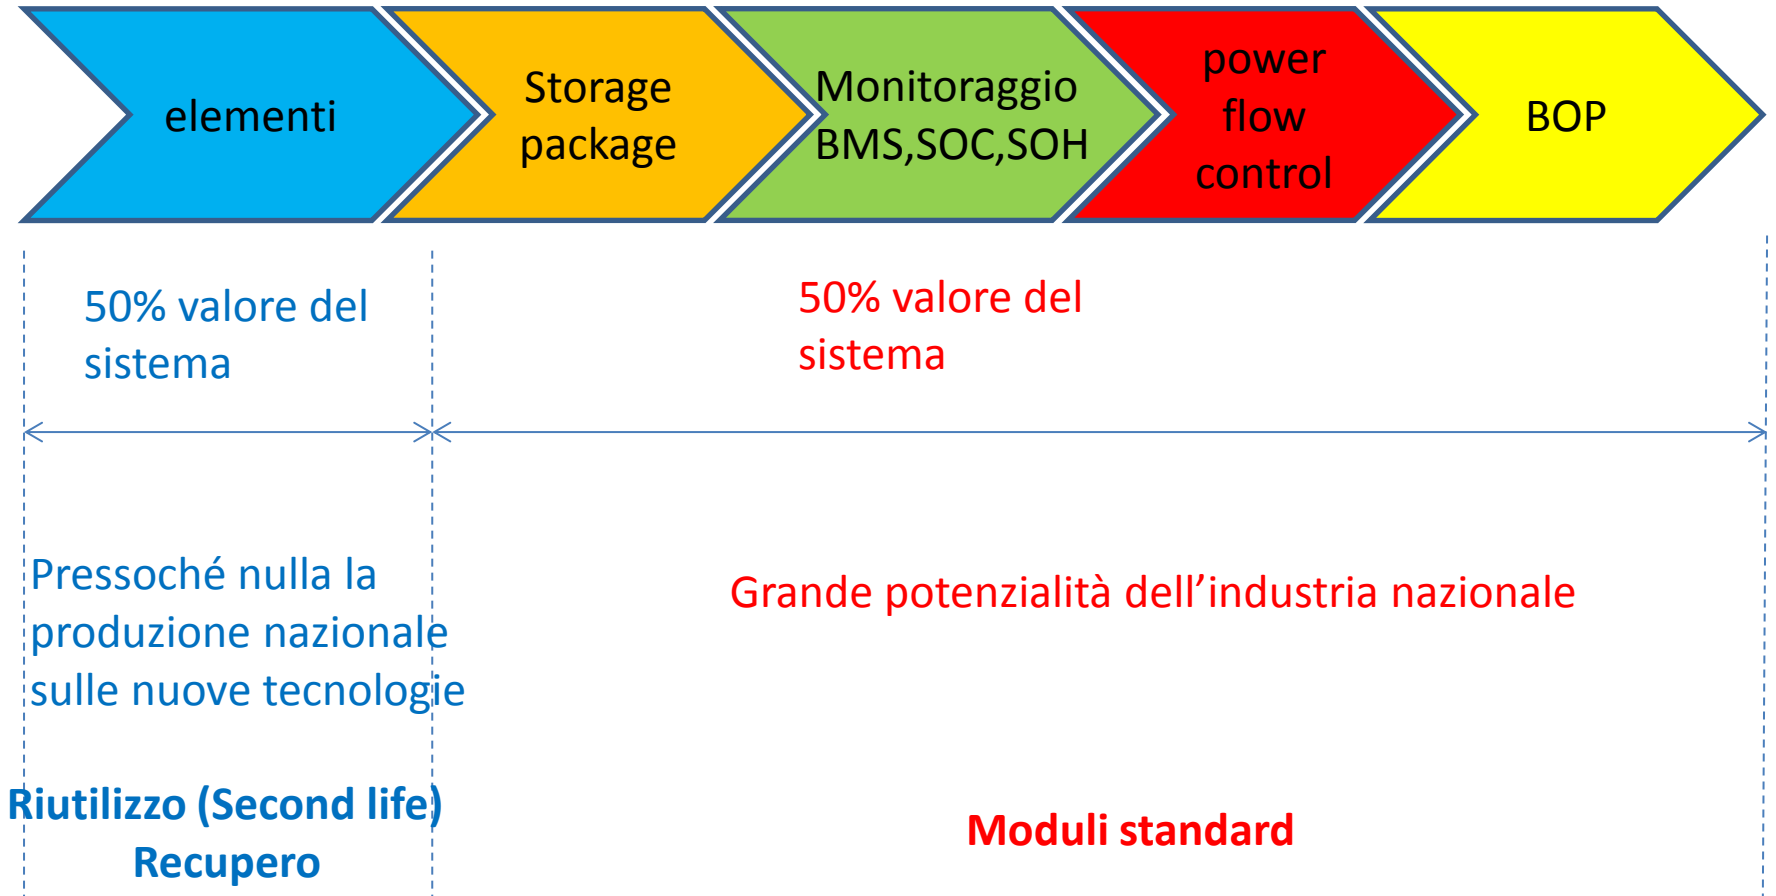 elementi
Storage
package
Monitoraggio
BMS,SOC,SOH
power
flow
control
BOP
50% valore del
sistema
50% valore del
sistema
Pressoché nulla la
produzione nazionale
sulle nuove tecnologie
Grande potenzialità dell’industria nazionale
Riutilizzo (Second life)
Recupero
Moduli standard